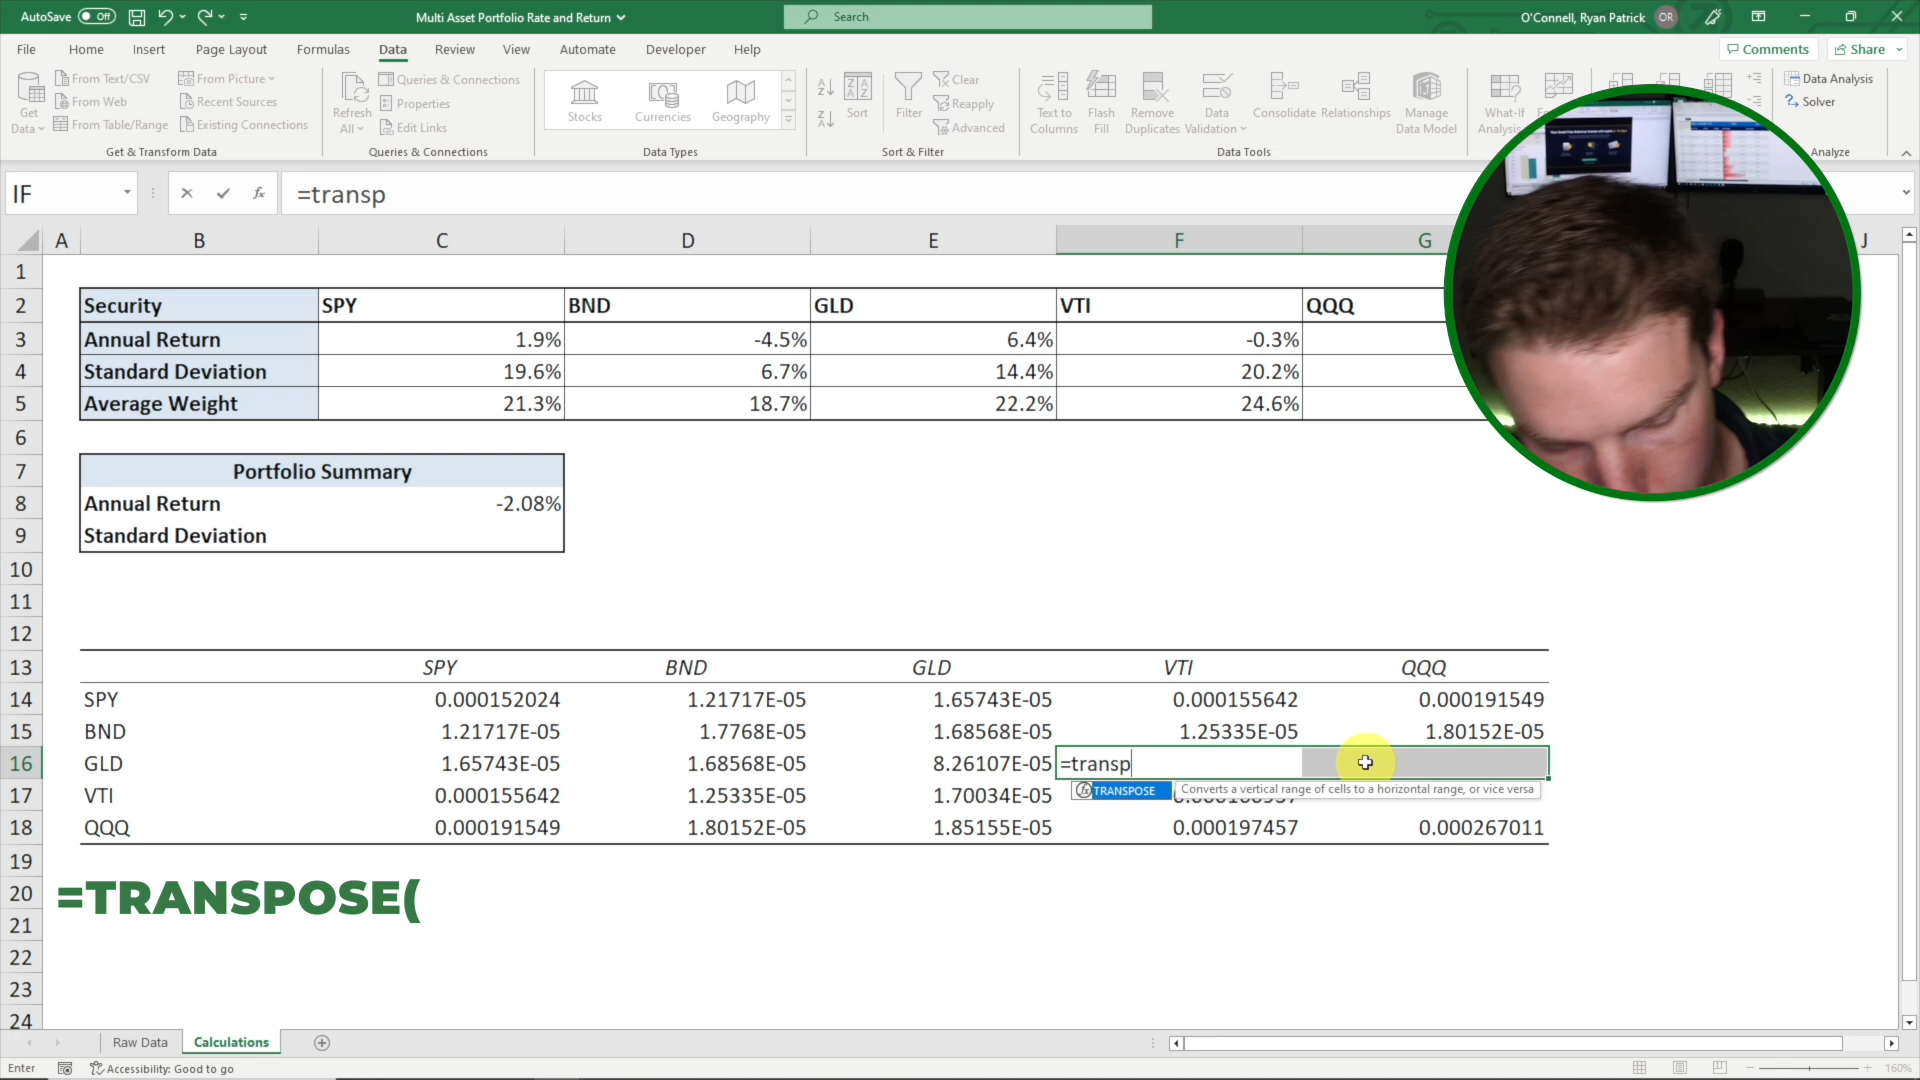 AutoSave Off
Multi Asset Portfolio Rate and Return
Search
O'Connell, Ryan Patrick OR
File Home Insert Page Layout Formulas Data Review View Automate Developer Help
Comments Share
Get Data
From Text/CSV
From Web
From Table/Range
From Picture
Recent Sources
Existing Connections
Get & Transform Data
Refresh All
Queries & Connections
Properties
Edit Links
Queries & Connections
Stocks Currencies Geography
Data Types
Sort
Filter
Clear
Reapply
Advanced
Sort & Filter
Text to Columns
Flash Fill
Remove Duplicates
Data Validation
Consolidate
Relationships
Manage Data Model
Data Tools
What-If Analysis
Data Analysis
Solver
Analyze
IF
fx
=transp
A B C D E F G J
1
2 Security SPY BND GLD VTI QQQ
3 Annual Return 1.9% -4.5% 6.4% -0.3%
4 Standard Deviation 19.6% 6.7% 14.4% 20.2%
5 Average Weight 21.3% 18.7% 22.2% 24.6%
6
7 Portfolio Summary
8 Annual Return -2.08%
9 Standard Deviation
10
11
12
13 SPY BND GLD VTI QQQ
14 SPY 0.000152024 1.21717E-05 1.65743E-05 0.000155642 0.000191549
15 BND 1.21717E-05 1.7768E-05 1.68568E-05 1.25335E-05 1.80152E-05
16 GLD 1.65743E-05 1.68568E-05 8.26107E-05 =transp
TRANSPOSE Converts a vertical range of cells to a horizontal range, or vice versa
17 VTI 0.000155642 1.25335E-05 1.70034E-05
18 QQQ 0.000191549 1.80152E-05 1.85155E-05 0.000197457 0.000267011
19
20 =TRANSPOSE(
21
22
23
24
Raw Data Calculations
Enter Accessibility: Good to go 160%